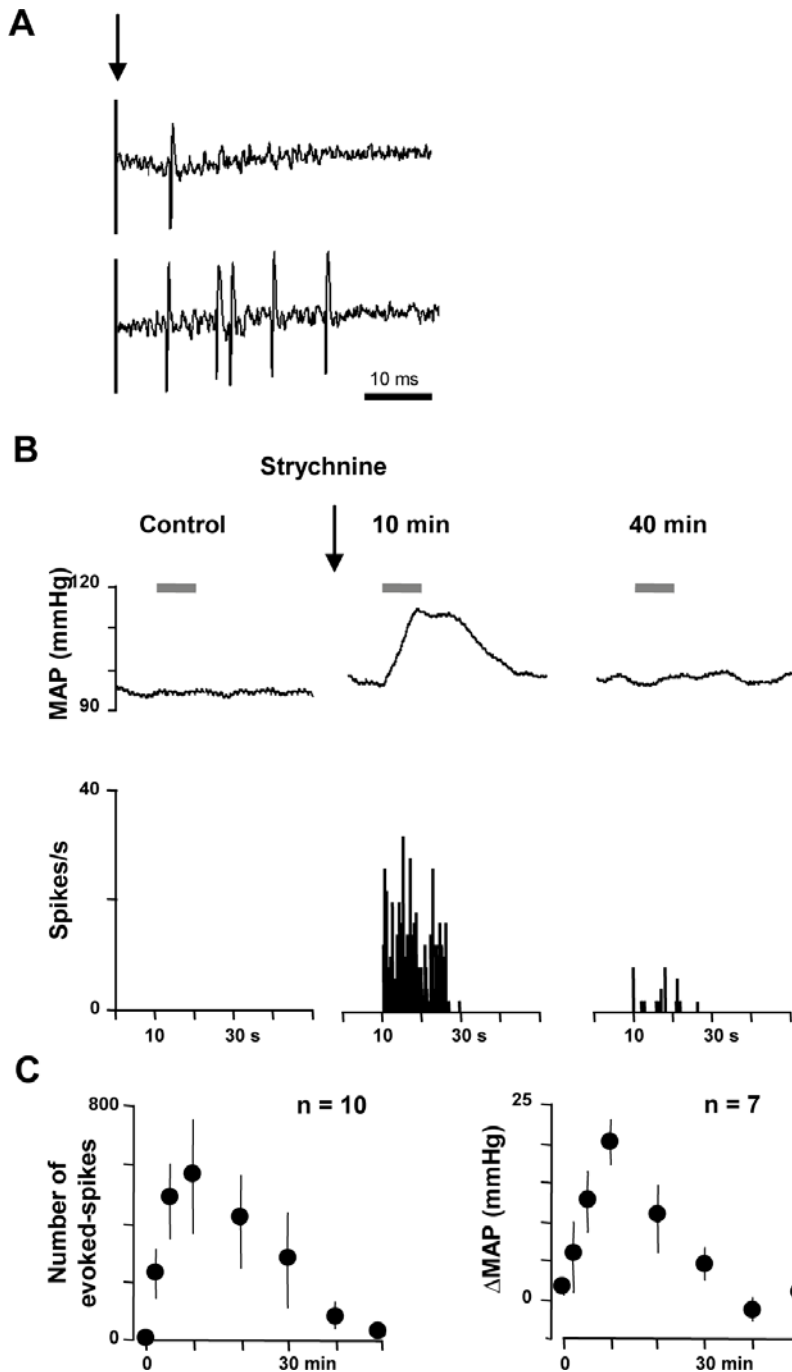 A
10 ms
B
Strychnine
Control 10 min 40 min
120
MAP (mmHg)
90
40
Spikes/s
0
10 30 s 10 30 s 10 30 s
C
800 n = 10
Number of
evoked-spikes
0
0 30 min
25 n = 7
ΔMAP (mmHg)
0
0 30 min